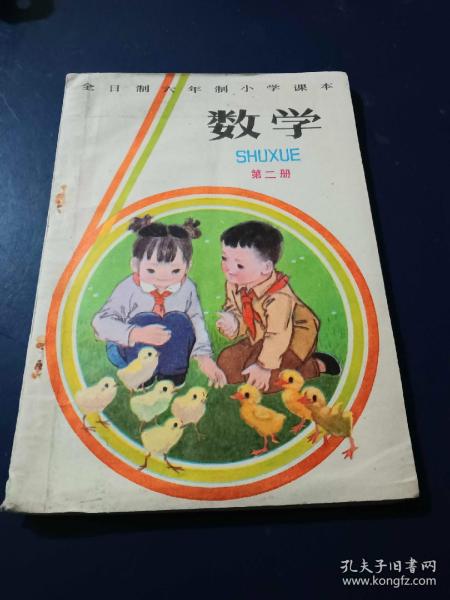 全日制六年制小学课本
数学
SHUXUE
第二册
孔夫子旧书网
www.kongfz.com